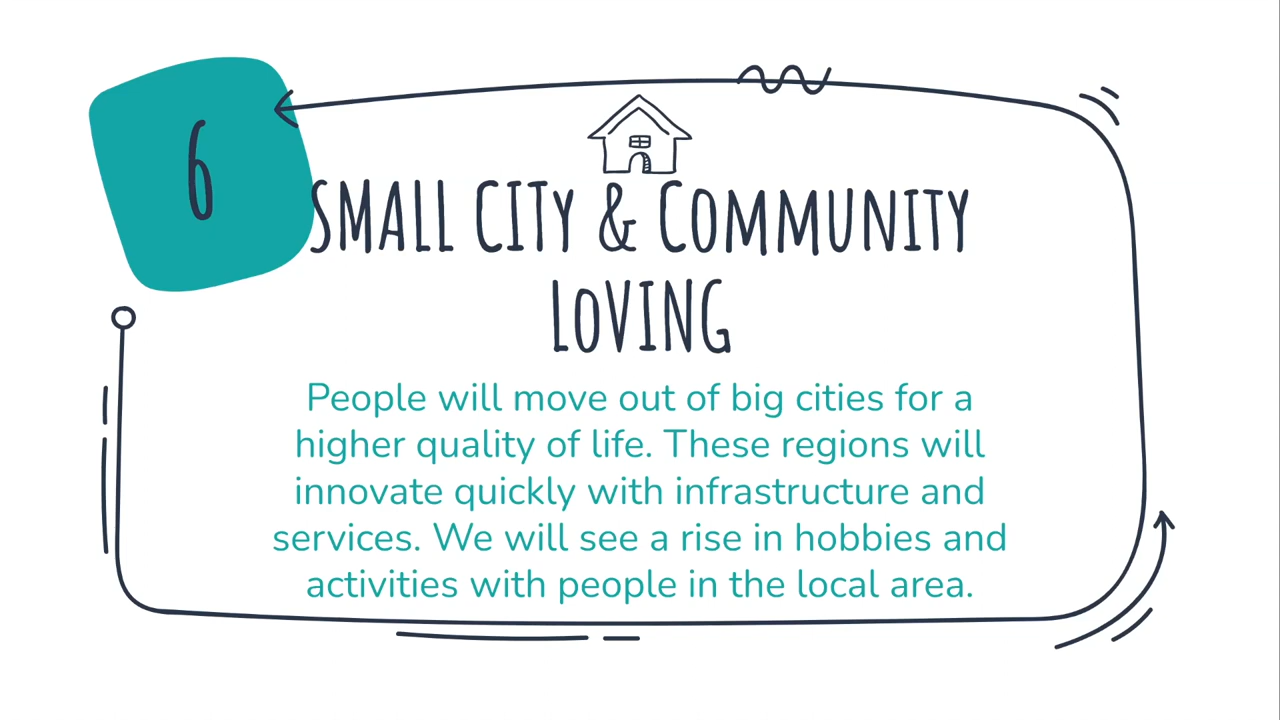 6
SMALL CITY & COMMUNITY
LOVING
People will move out of big cities for a
higher quality of life. These regions will
innovate quickly with infrastructure and
services. We will see a rise in hobbies and
activities with people in the local area.